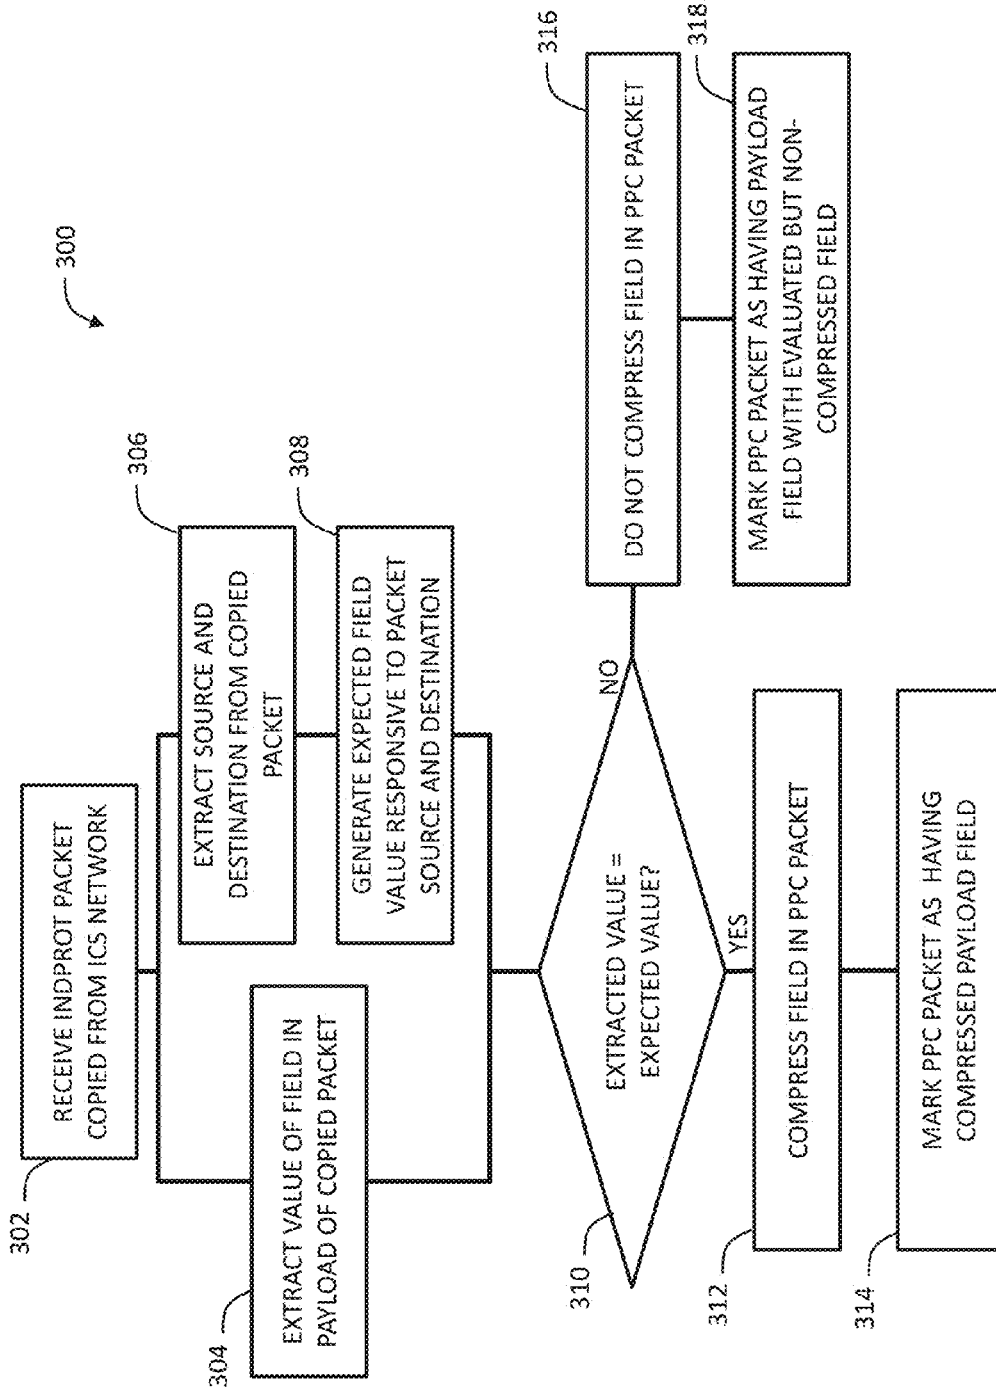 300
302
RECEIVE INDPROT PACKET
COPIED FROM ICS NETWORK
304
EXTRACT VALUE OF FIELD IN
PAYLOAD OF COPIED PACKET
306
EXTRACT SOURCE AND
DESTINATION FROM COPIED
PACKET
308
GENERATE EXPECTED FIELD
VALUE RESPONSIVE TO PACKET
SOURCE AND DESTINATION
310
EXTRACTED VALUE =
EXPECTED VALUE?
YES
NO
312
COMPRESS FIELD IN PPC PACKET
314
MARK PPC PACKET AS HAVING
COMPRESSED PAYLOAD FIELD
316
DO NOT COMPRESS FIELD IN PPC PACKET
318
MARK PPC PACKET AS HAVING PAYLOAD
FIELD WITH EVALUATED BUT NON-
COMPRESSED FIELD